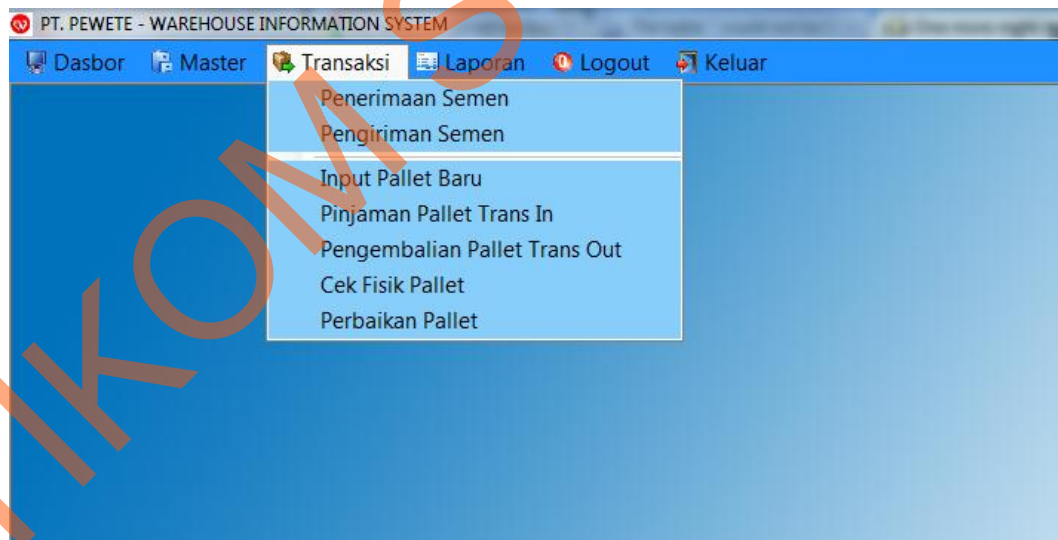 PT. PEWETE - WAREHOUSE INFORMATION SYSTEM
Dasbor Master Transaksi Laporan Logout Keluar
Penerimaan Semen
Pengiriman Semen
Input Pallet Baru
Pinjaman Pallet Trans In
Pengembalian Pallet Trans Out
Cek Fisik Pallet
Perbaikan Pallet
IKOMS